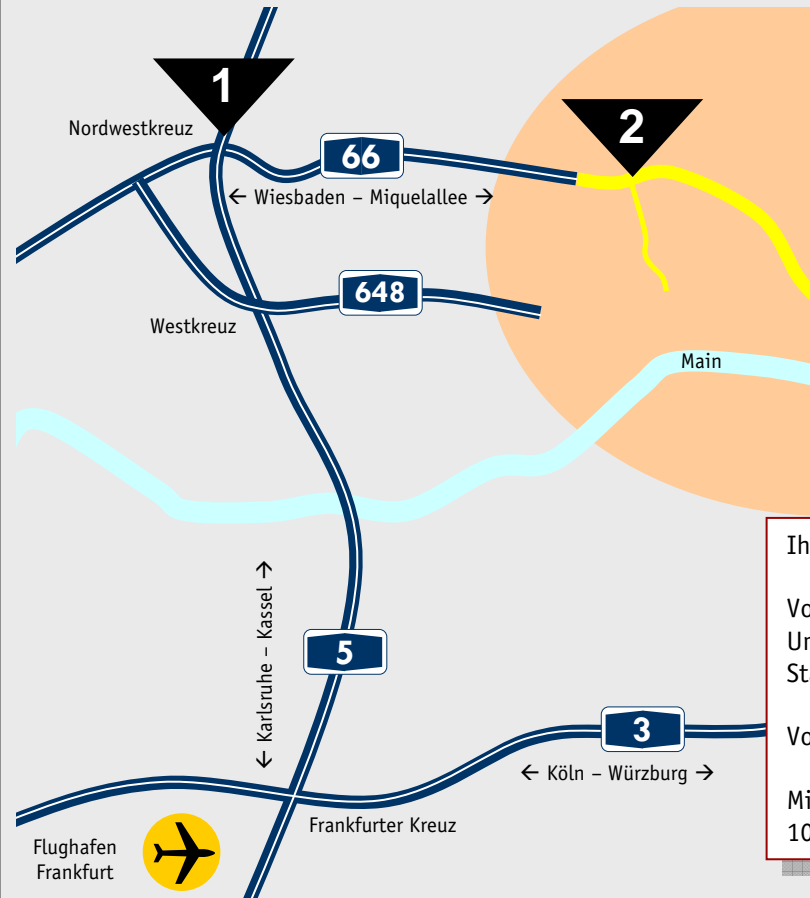 1
2
Nordwestkreuz
66
← Wiesbaden – Miquelallee →
648
Westkreuz
Main
← Karlsruhe – Kassel →
5
3
← Köln – Würzburg →
Frankfurter Kreuz
Flughafen
Frankfurt